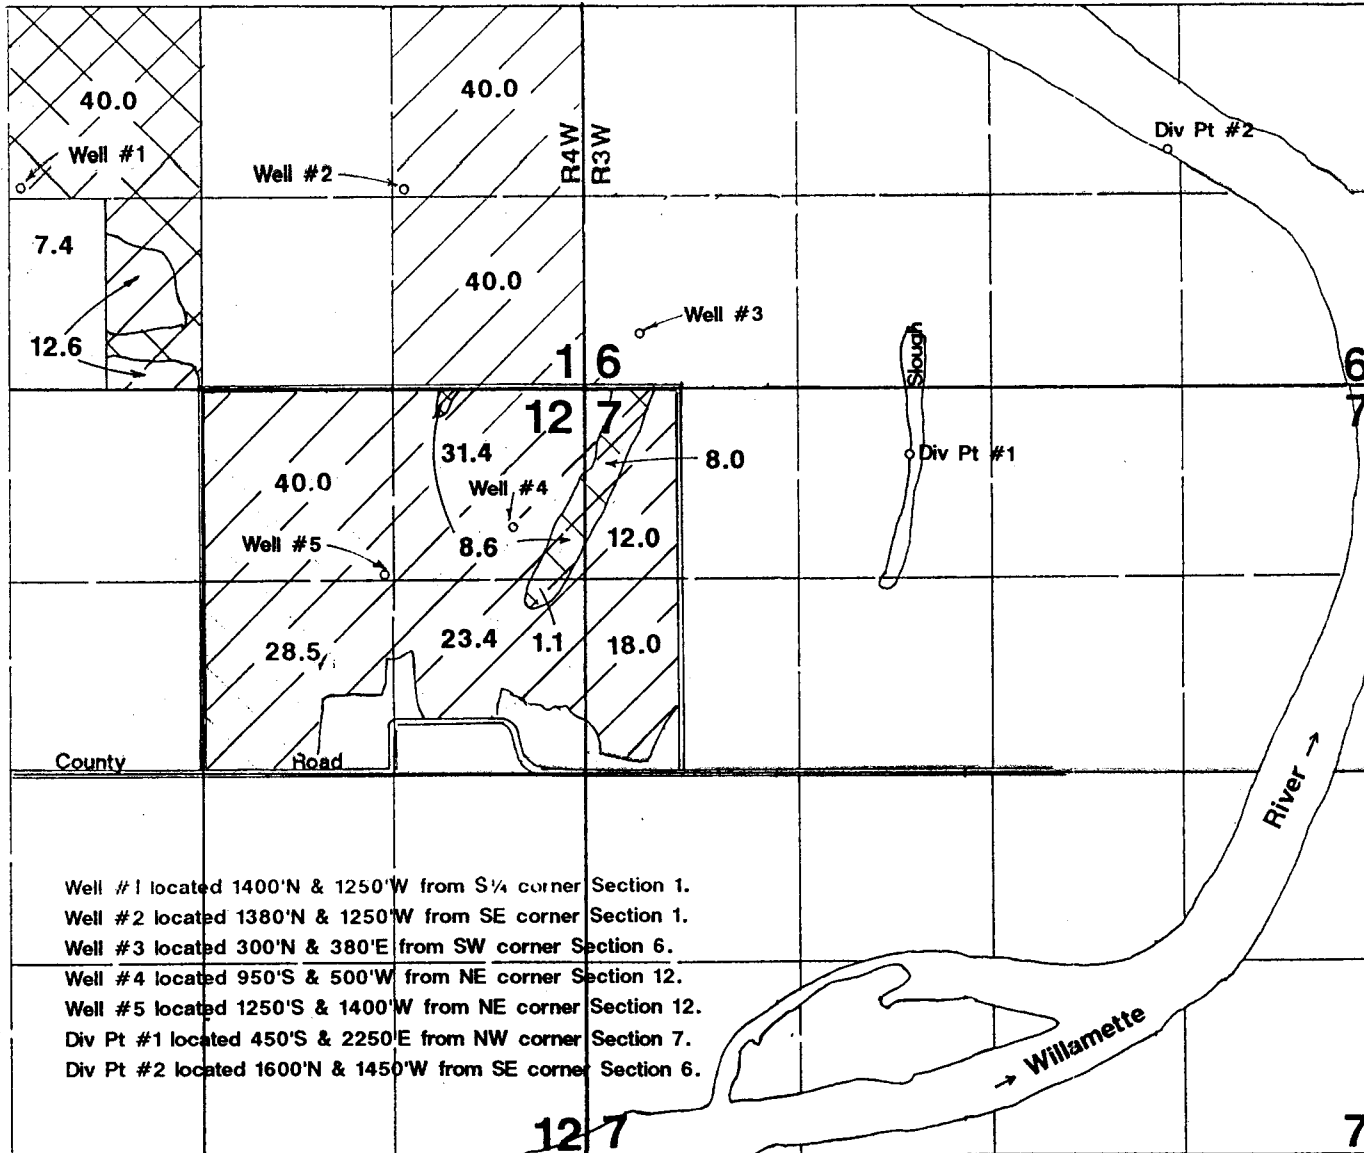 40.0
40.0
Well #1
Well #2
R4W
R3W
Div Pt #2
7.4
40.0
12.6
Well #3
Slough
1 6
6
12 7
7
31.4
8.0
40.0
Well #4
Div Pt #1
Well #5
8.6
12.0
28.5
23.4
1.1
18.0
County Road
River →
Well #1 located 1400'N & 1250'W from S¼ corner Section 1.
Well #2 located 1380'N & 1250'W from SE corner Section 1.
Well #3 located 300'N & 380'E from SW corner Section 6.
Well #4 located 950'S & 500'W from NE corner Section 12.
Well #5 located 1250'S & 1400'W from NE corner Section 12.
Div Pt #1 located 450'S & 2250'E from NW corner Section 7.
Div Pt #2 located 1600'N & 1450'W from SE corner Section 6.
→ Willamette
12 7
7